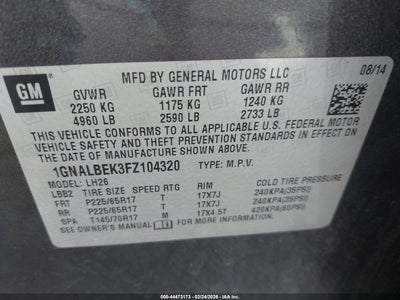 GM
MFD BY GENERAL MOTORS LLC
08/14
GVWR GAWR FRT GAWR RR
2250 KG 1175 KG 1240 KG
4960 LB 2590 LB 2733 LB
THIS VEHICLE CONFORMS TO ALL APPLICABLE U.S. FEDERAL MOTOR
VEHICLE SAFETY AND THEFT PREVENTION STANDARDS IN EFFECT
ON THE DATE OF MANUFACTURE SHOWN ABOVE.
1GNALBEK3FZ104320 TYPE: M.P.V.
MODEL: LH26
LBB2 TIRE SIZE SPEED RTG RIM COLD TIRE PRESSURE
FRT P225/65R17 T 17X7J 240KPA(35PSI)
RR P225/65R17 T 17X7J 240KPA(35PSI)
SP T145/70R17 M 17X4.5T 420KPA(60PSI)
SEE OWNER'S MANUAL FOR ADDITIONAL INFORMATION.
000-44473173 - 02/24/2026 - © IAA, Inc.